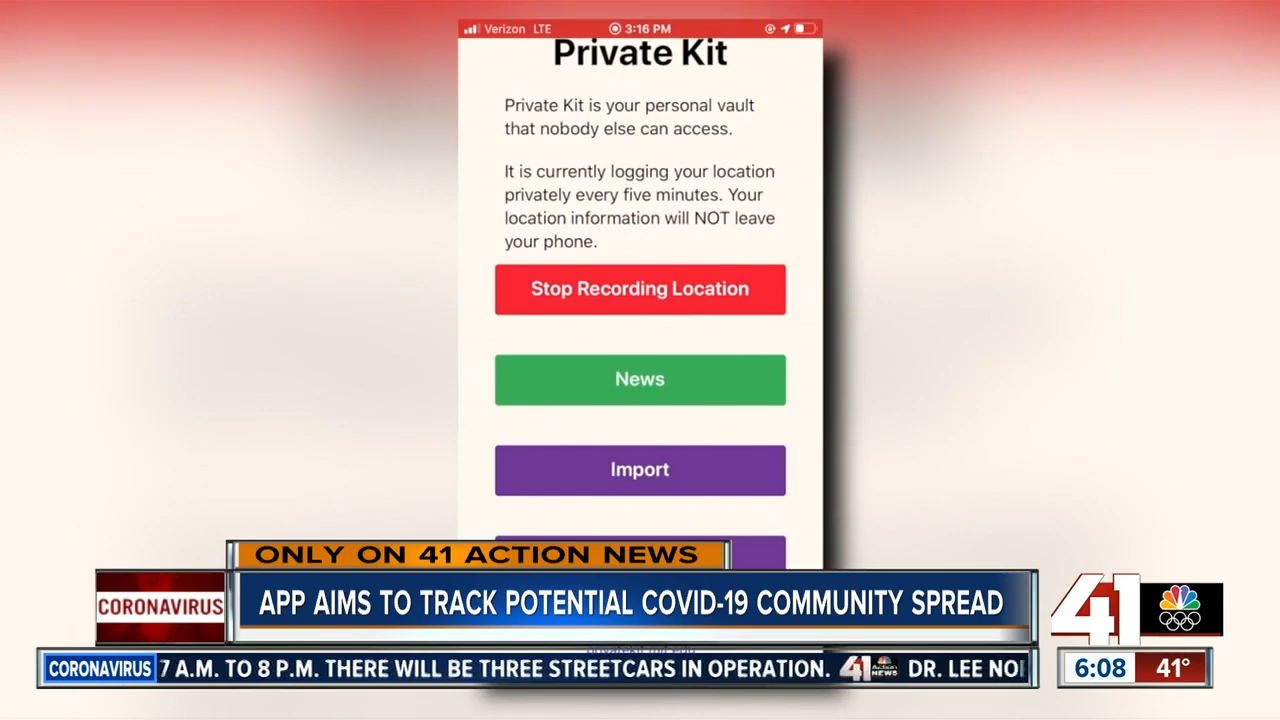 Verizon LTE 3:16 PM
Private Kit
Private Kit is your personal vault
that nobody else can access.
It is currently logging your location
privately every five minutes. Your
location information will NOT leave
your phone.
Stop Recording Location
News
Import
ONLY ON 41 ACTION NEWS
CORONAVIRUS
APP AIMS TO TRACK POTENTIAL COVID-19 COMMUNITY SPREAD
41
privatekit.mit.edu
CORONAVIRUS 7 A.M. TO 8 P.M. THERE WILL BE THREE STREETCARS IN OPERATION. 41 ACTION NEWS DR. LEE NOR
6:08 41°